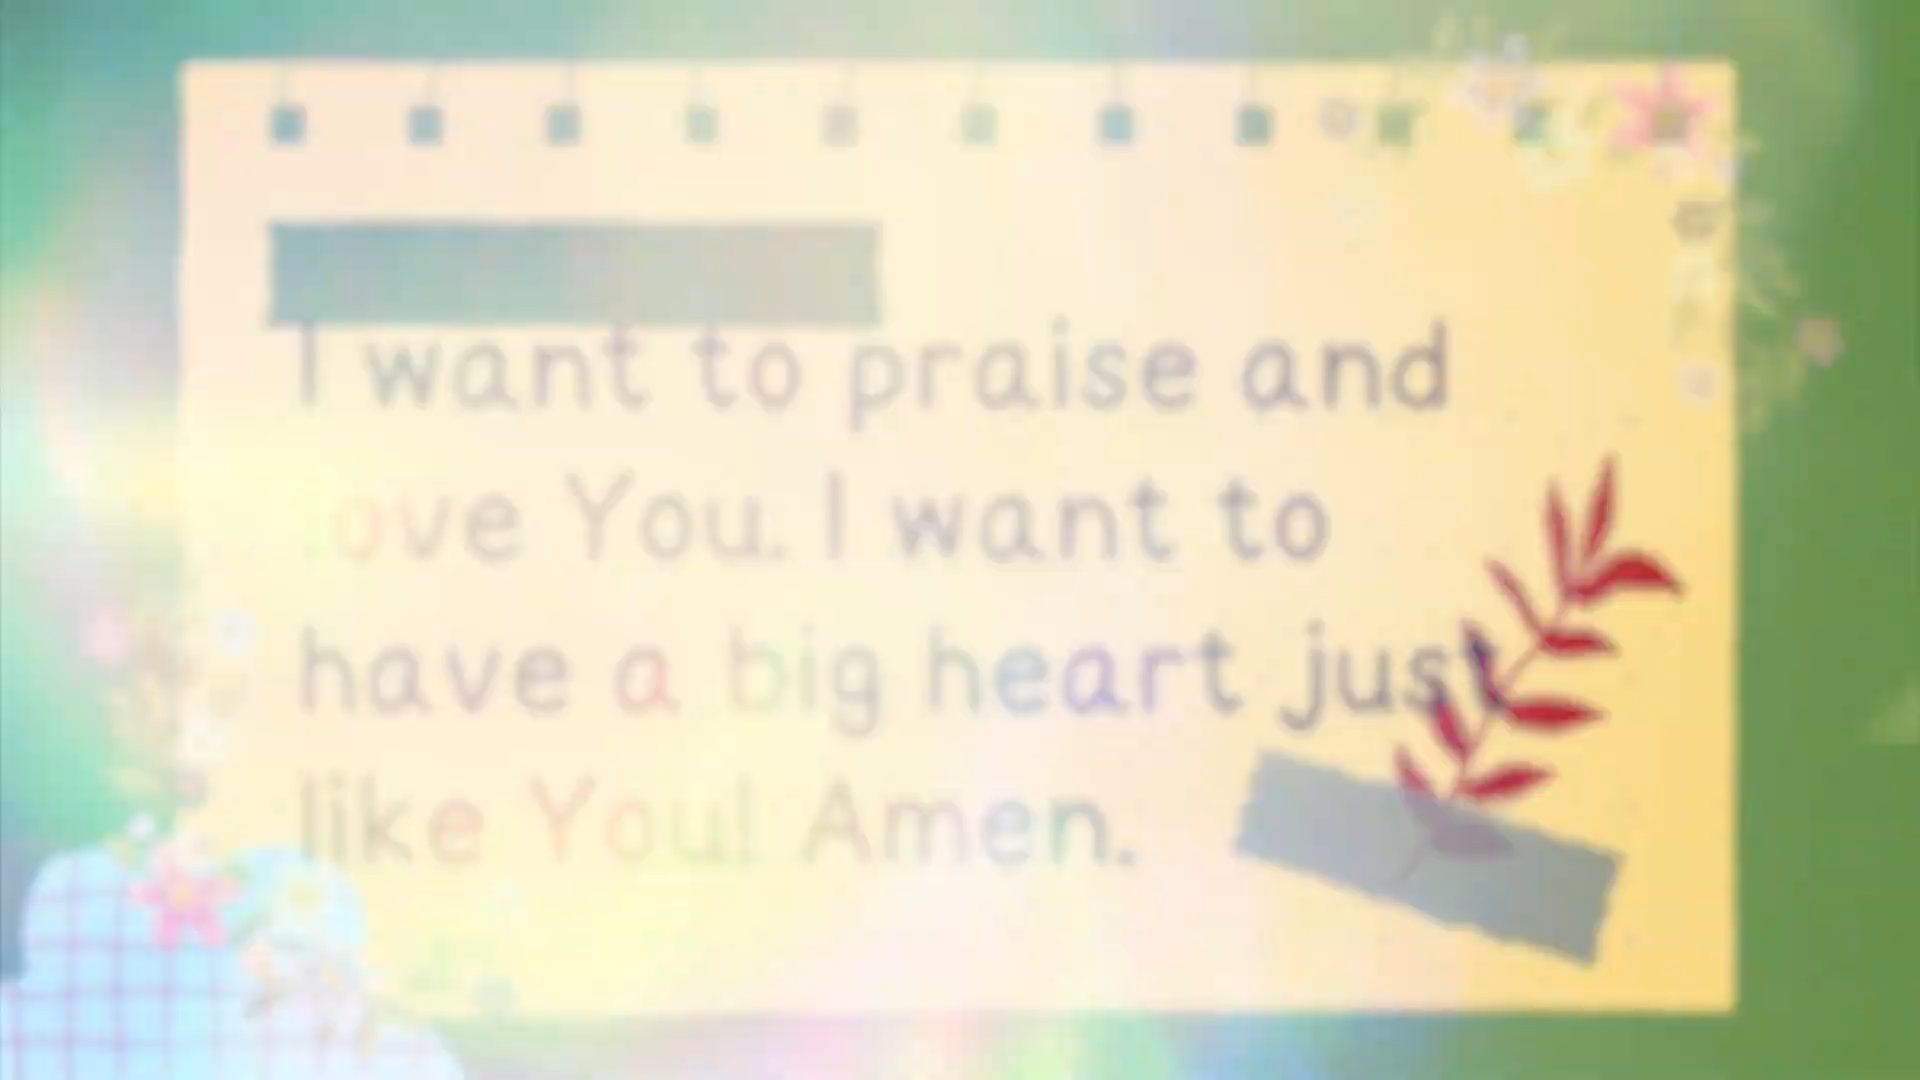 I want to praise and
love You. I want to
have a big heart just
like You! Amen.